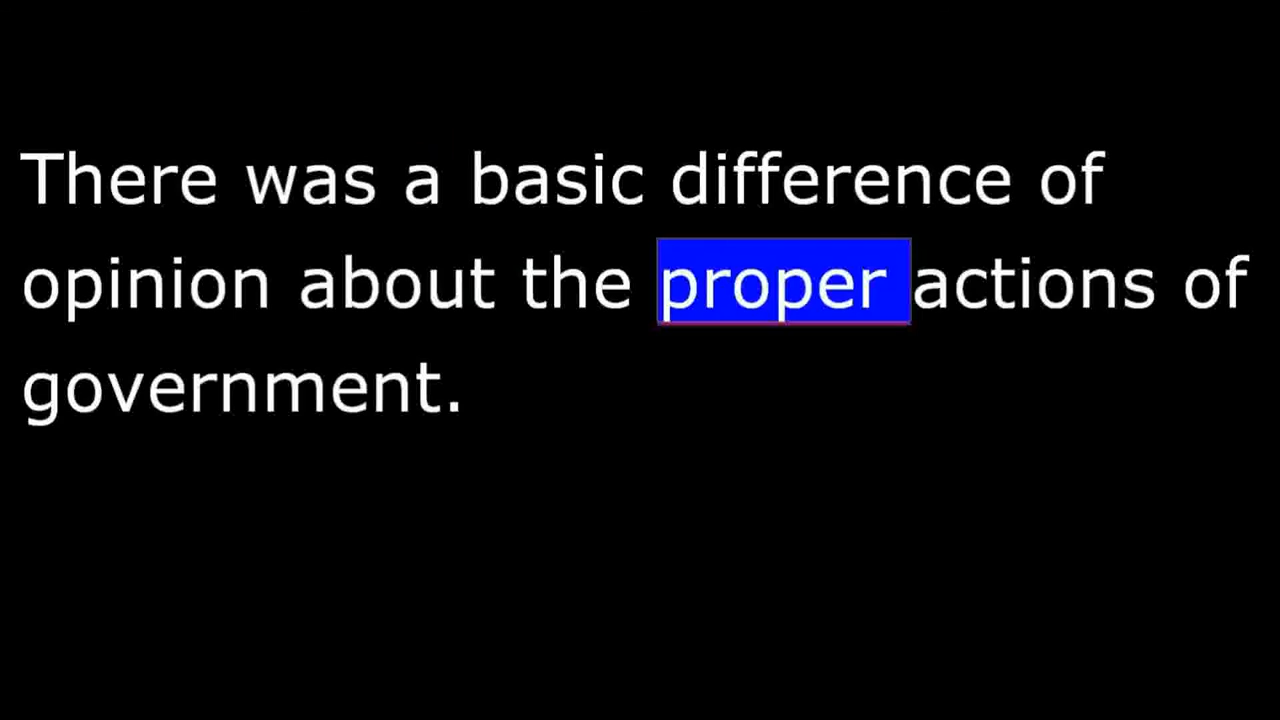 There was a basic difference of
opinion about the proper actions of
government.